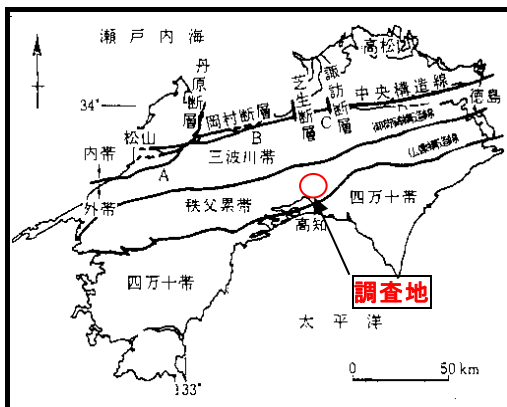 瀬戸内海
高松
丹原断層
芝生断層
諏訪断層
中央構造線
徳島
34°
岡村断層
B
C
松山
内帯
三波川帯
A
外帯
秩父累帯
四万十帯
高知
四万十帯
調査地
太平洋
133°
0 50 km